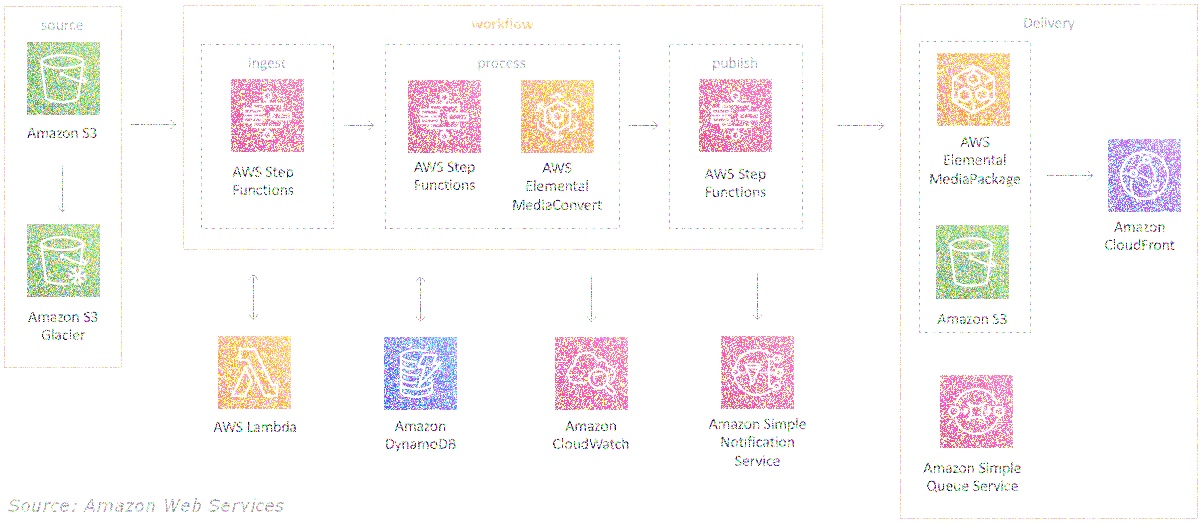 source
Amazon S3
Amazon S3
Glacier
workflow
ingest
AWS Step
Functions
process
AWS Step
Functions
AWS
Elemental
MediaConvert
publish
AWS Step
Functions
AWS Lambda
Amazon
DynamoDB
Amazon
CloudWatch
Amazon Simple
Notification
Service
Delivery
AWS
Elemental
MediaPackage
Amazon S3
Amazon
CloudFront
Amazon Simple
Queue Service
Source: Amazon Web Services